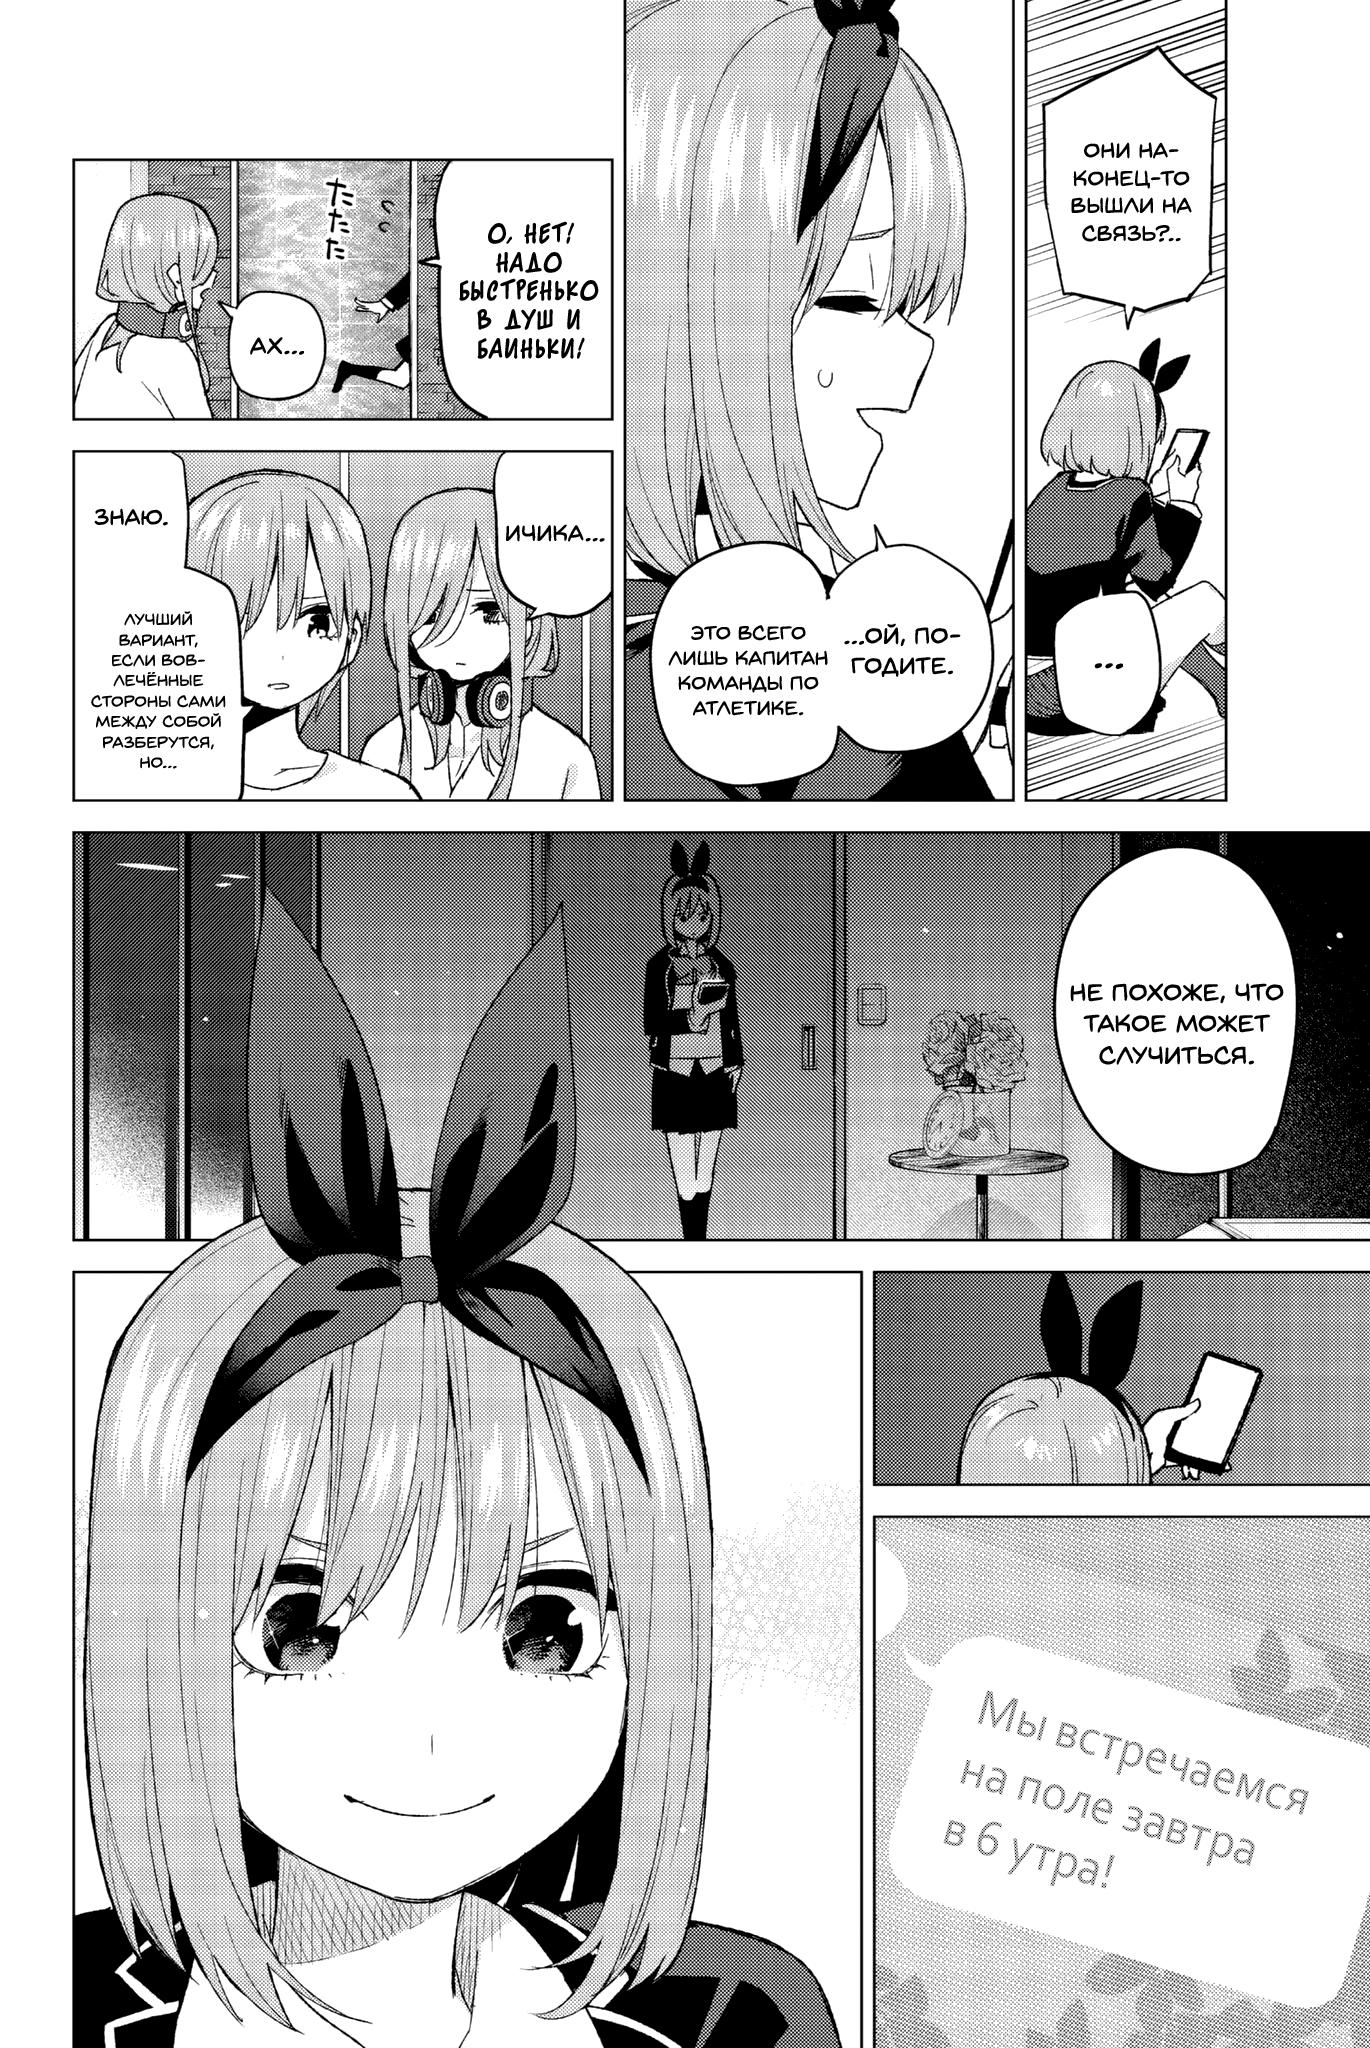 ОНИ НА-
КОНЕЦ-ТО
ВЫШЛИ НА
СВЯЗЬ?..
...
...ОЙ, ПО-
ГОДИТЕ.
ЭТО ВСЕГО
ЛИШЬ КАПИТАН
КОМАНДЫ ПО
АТЛЕТИКЕ.
О, НЕТ!
НАДО
БЫСТРЕНЬКО
В ДУШ И
БАИНЬКИ!
たたた
АХ...
ИЧИКА...
ЗНАЮ.
ЛУЧШИЙ
ВАРИАНТ,
ЕСЛИ ВОВ-
ЛЕЧЁННЫЕ
СТОРОНЫ САМИ
МЕЖДУ СОБОЙ
РАЗБЕРУТСЯ,
НО...
НЕ ПОХОЖЕ, ЧТО
ТАКОЕ МОЖЕТ
СЛУЧИТЬСЯ.
Мы встречаемся
на поле завтра
в 6 утра!